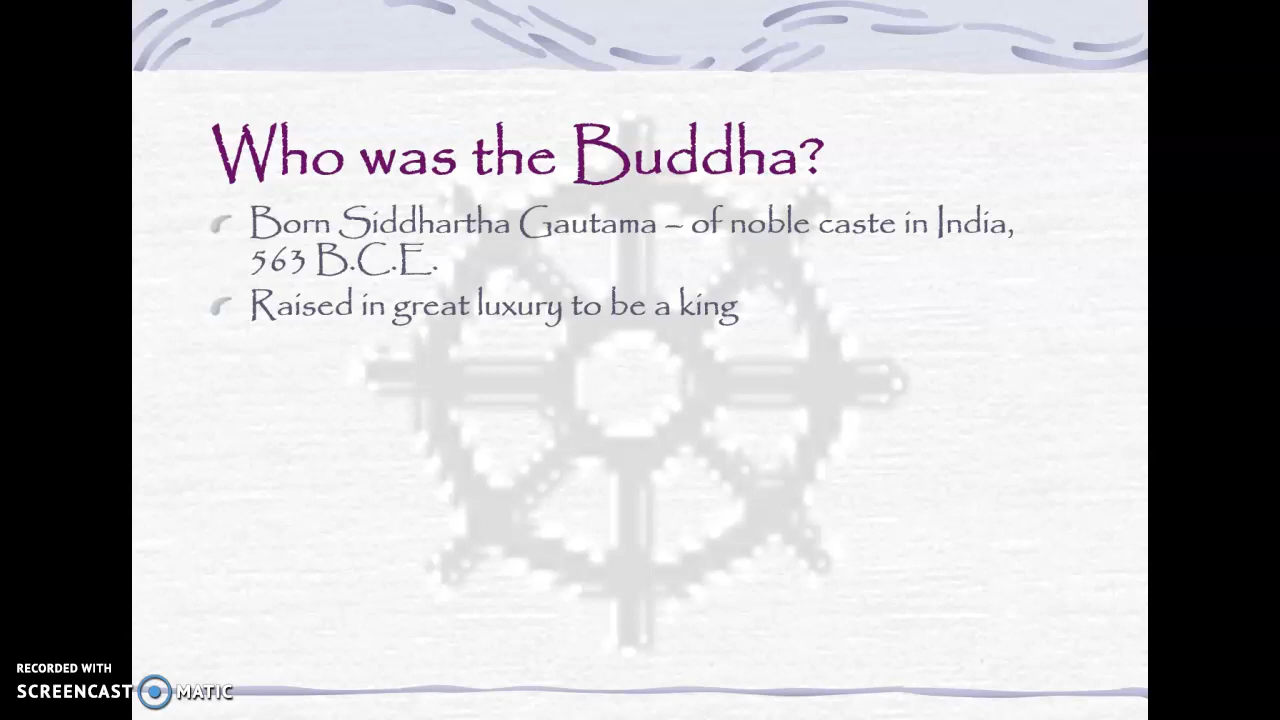 Who was the Buddha?
Born Siddhartha Gautama – of noble caste in India,
563 B.C.E.
Raised in great luxury to be a king
RECORDED WITH
SCREENCAST MATIC